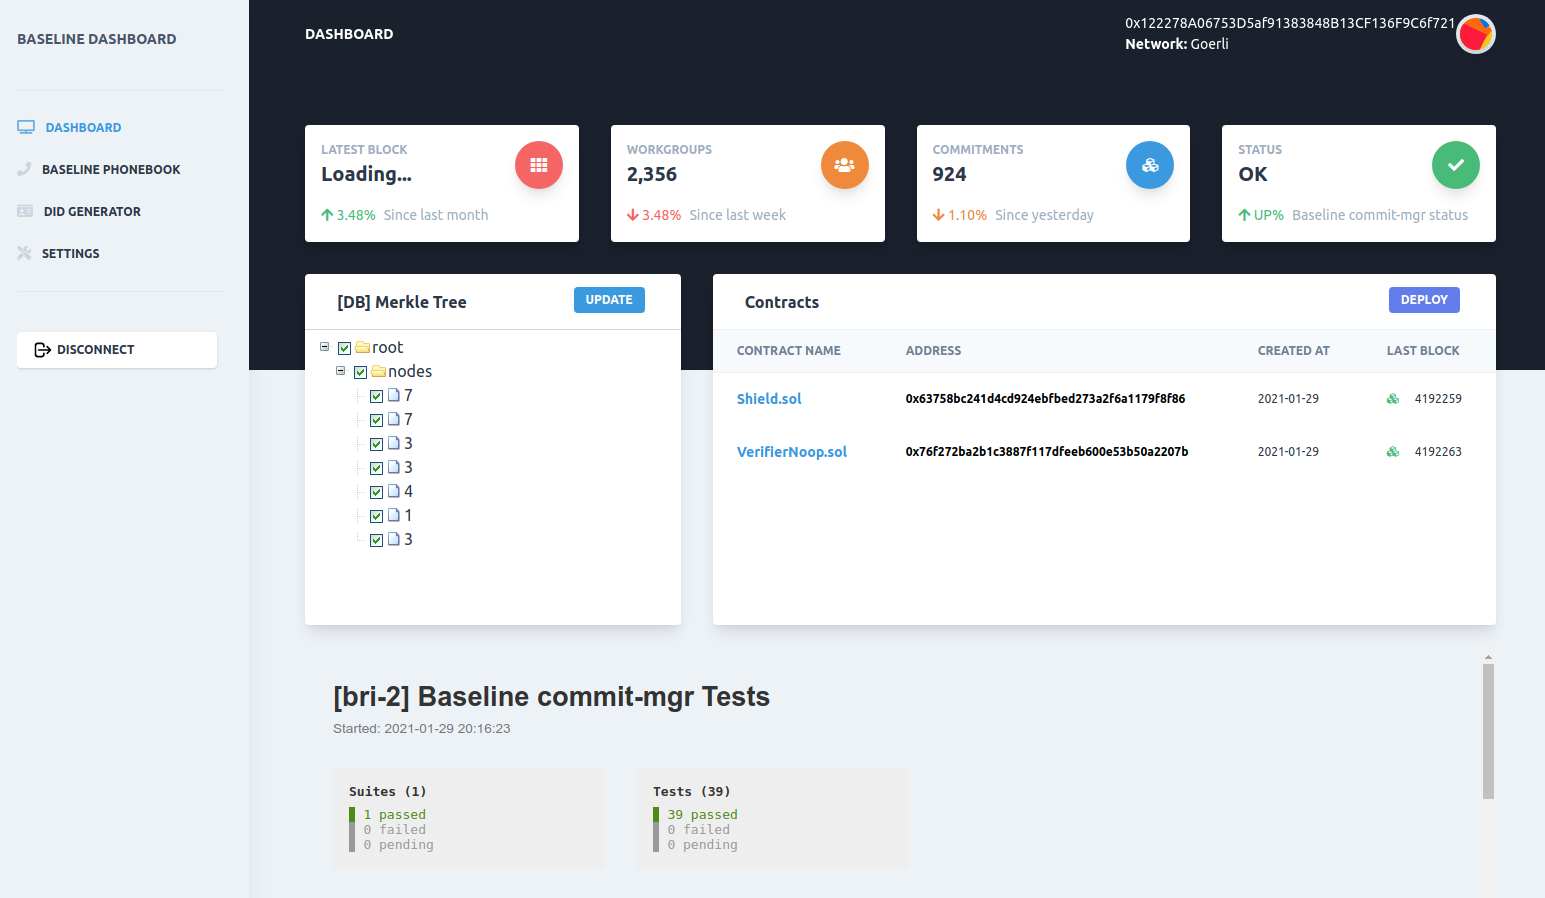 BASELINE DASHBOARD
DASHBOARD
BASELINE PHONEBOOK
DID GENERATOR
SETTINGS
DISCONNECT
DASHBOARD
0x122278A06753D5af91383848B13CF136F9C6f721
Network: Goerli
LATEST BLOCK
Loading...
3.48% Since last month
WORKGROUPS
2,356
3.48% Since last week
COMMITMENTS
924
1.10% Since yesterday
STATUS
OK
UP% Baseline commit-mgr status
[DB] Merkle Tree UPDATE
root
nodes
7
7
3
3
4
1
3
Contracts DEPLOY
CONTRACT NAME ADDRESS CREATED AT LAST BLOCK
Shield.sol 0x63758bc241d4cd924ebfbed273a2f6a1179f8f86 2021-01-29 4192259
VerifierNoop.sol 0x76f272ba2b1c3887f117dfeeb600e53b50a2207b 2021-01-29 4192263
[bri-2] Baseline commit-mgr Tests
Started: 2021-01-29 20:16:23
Suites (1)
1 passed
0 failed
0 pending
Tests (39)
39 passed
0 failed
0 pending